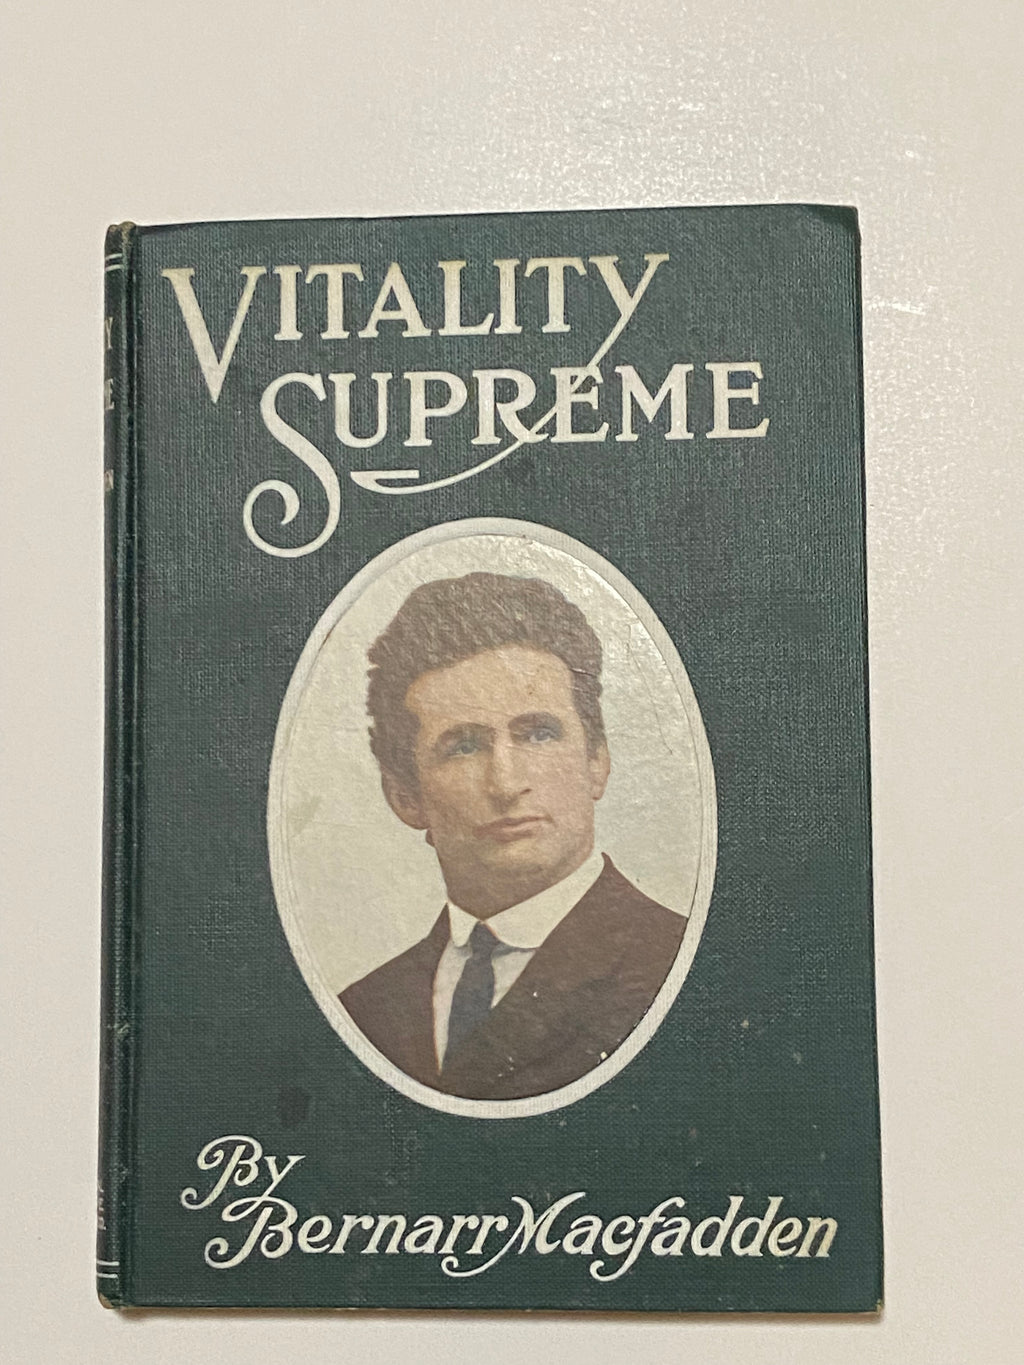 VITALITY
SUPREME
By
Bernarr Macfadden